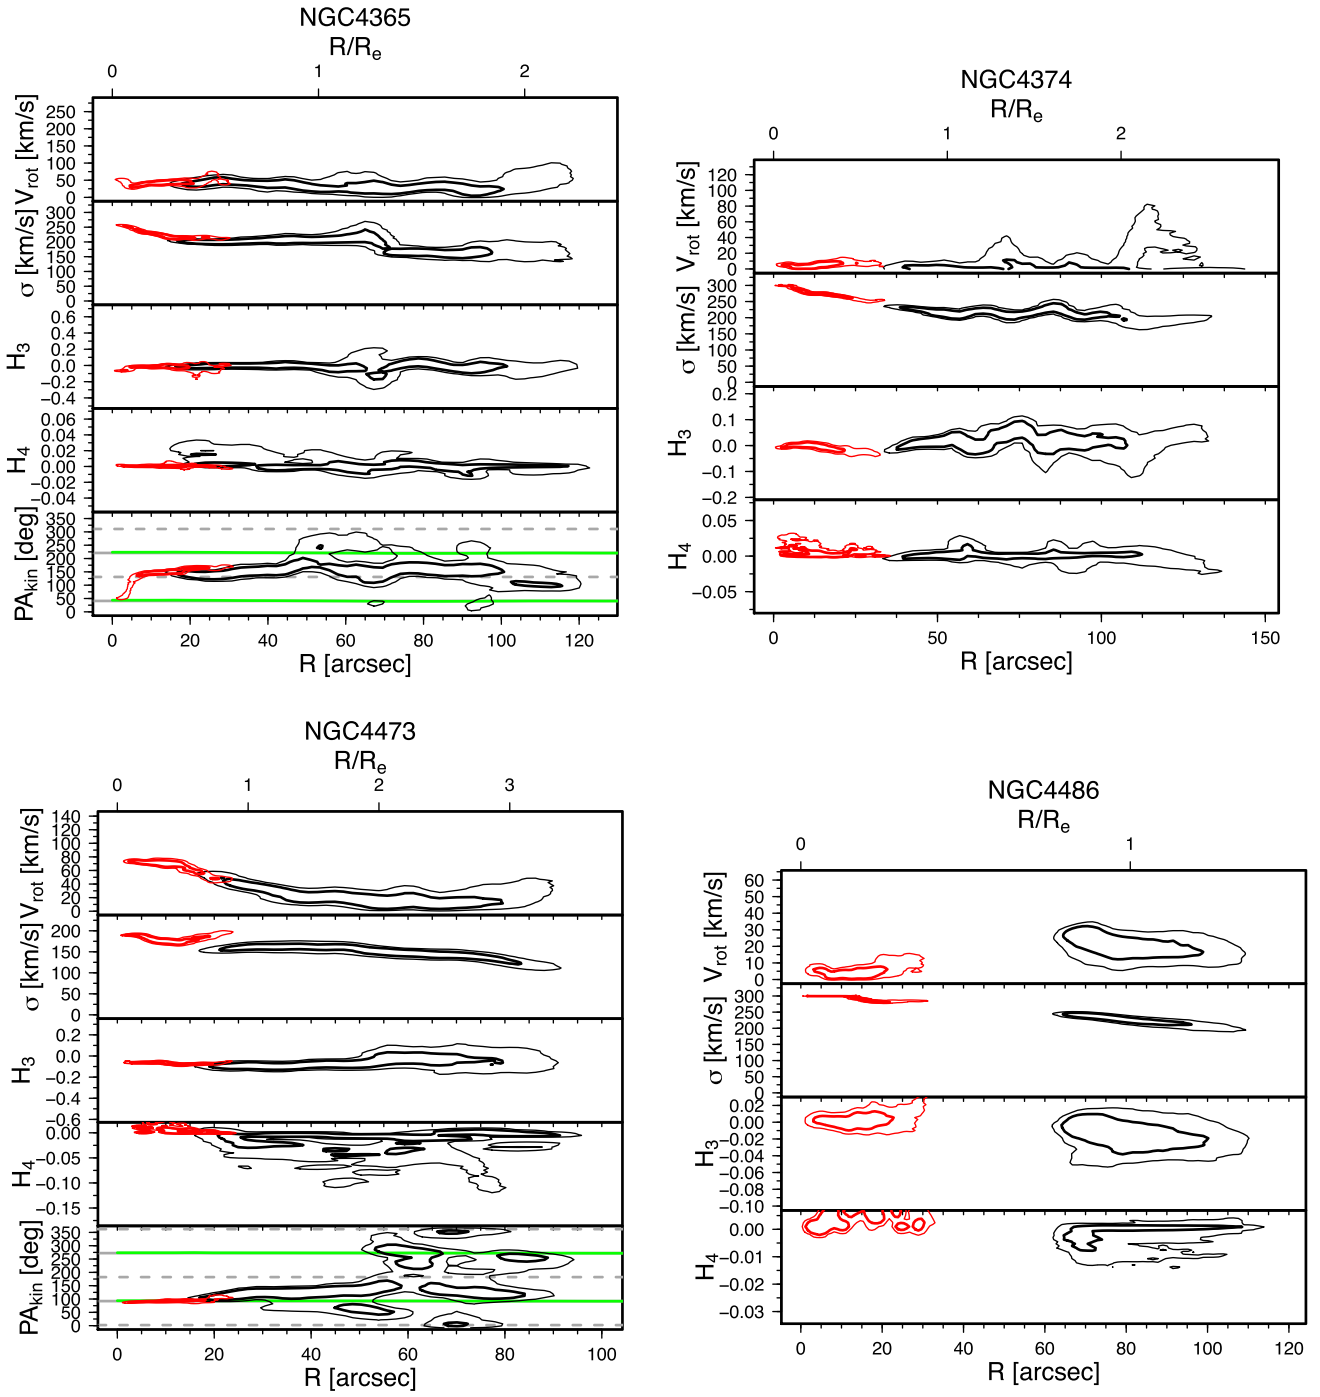 NGC4365
R/Re
0 1 2
Vrot [km/s]
250
200
150
100
50
0
σ [km/s]
300
250
200
150
100
50
0
H3
0.6
0.4
0.2
0.0
−0.4
H4
0.06
0.04
0.02
0.00
−0.02
−0.04
PAkin [deg]
350
300
250
200
150
100
50
0
0 20 40 60 80 100 120
R [arcsec]
NGC4374
R/Re
0 1 2
Vrot [km/s]
120
100
80
60
40
20
0
σ [km/s]
300
250
200
150
100
50
0
H3
0.2
0.1
0.0
−0.1
−0.2
H4
0.05
0.00
−0.05
0 50 100 150
R [arcsec]
NGC4473
R/Re
0 1 2 3
Vrot [km/s]
140
120
100
80
60
40
20
0
σ [km/s]
200
150
100
50
0
H3
0.2
0.0
−0.2
−0.4
−0.6
H4
0.00
−0.05
−0.10
−0.15
PAkin [deg]
350
300
250
200
150
100
50
0
0 20 40 60 80 100
R [arcsec]
NGC4486
R/Re
0 1
Vrot [km/s]
60
50
40
30
20
10
0
σ [km/s]
300
250
200
150
100
50
0
H3
0.02
0.00
−0.02
−0.04
−0.06
−0.08
−0.10
H4
0.00
−0.01
−0.02
−0.03
0 20 40 60 80 100 120
R [arcsec]